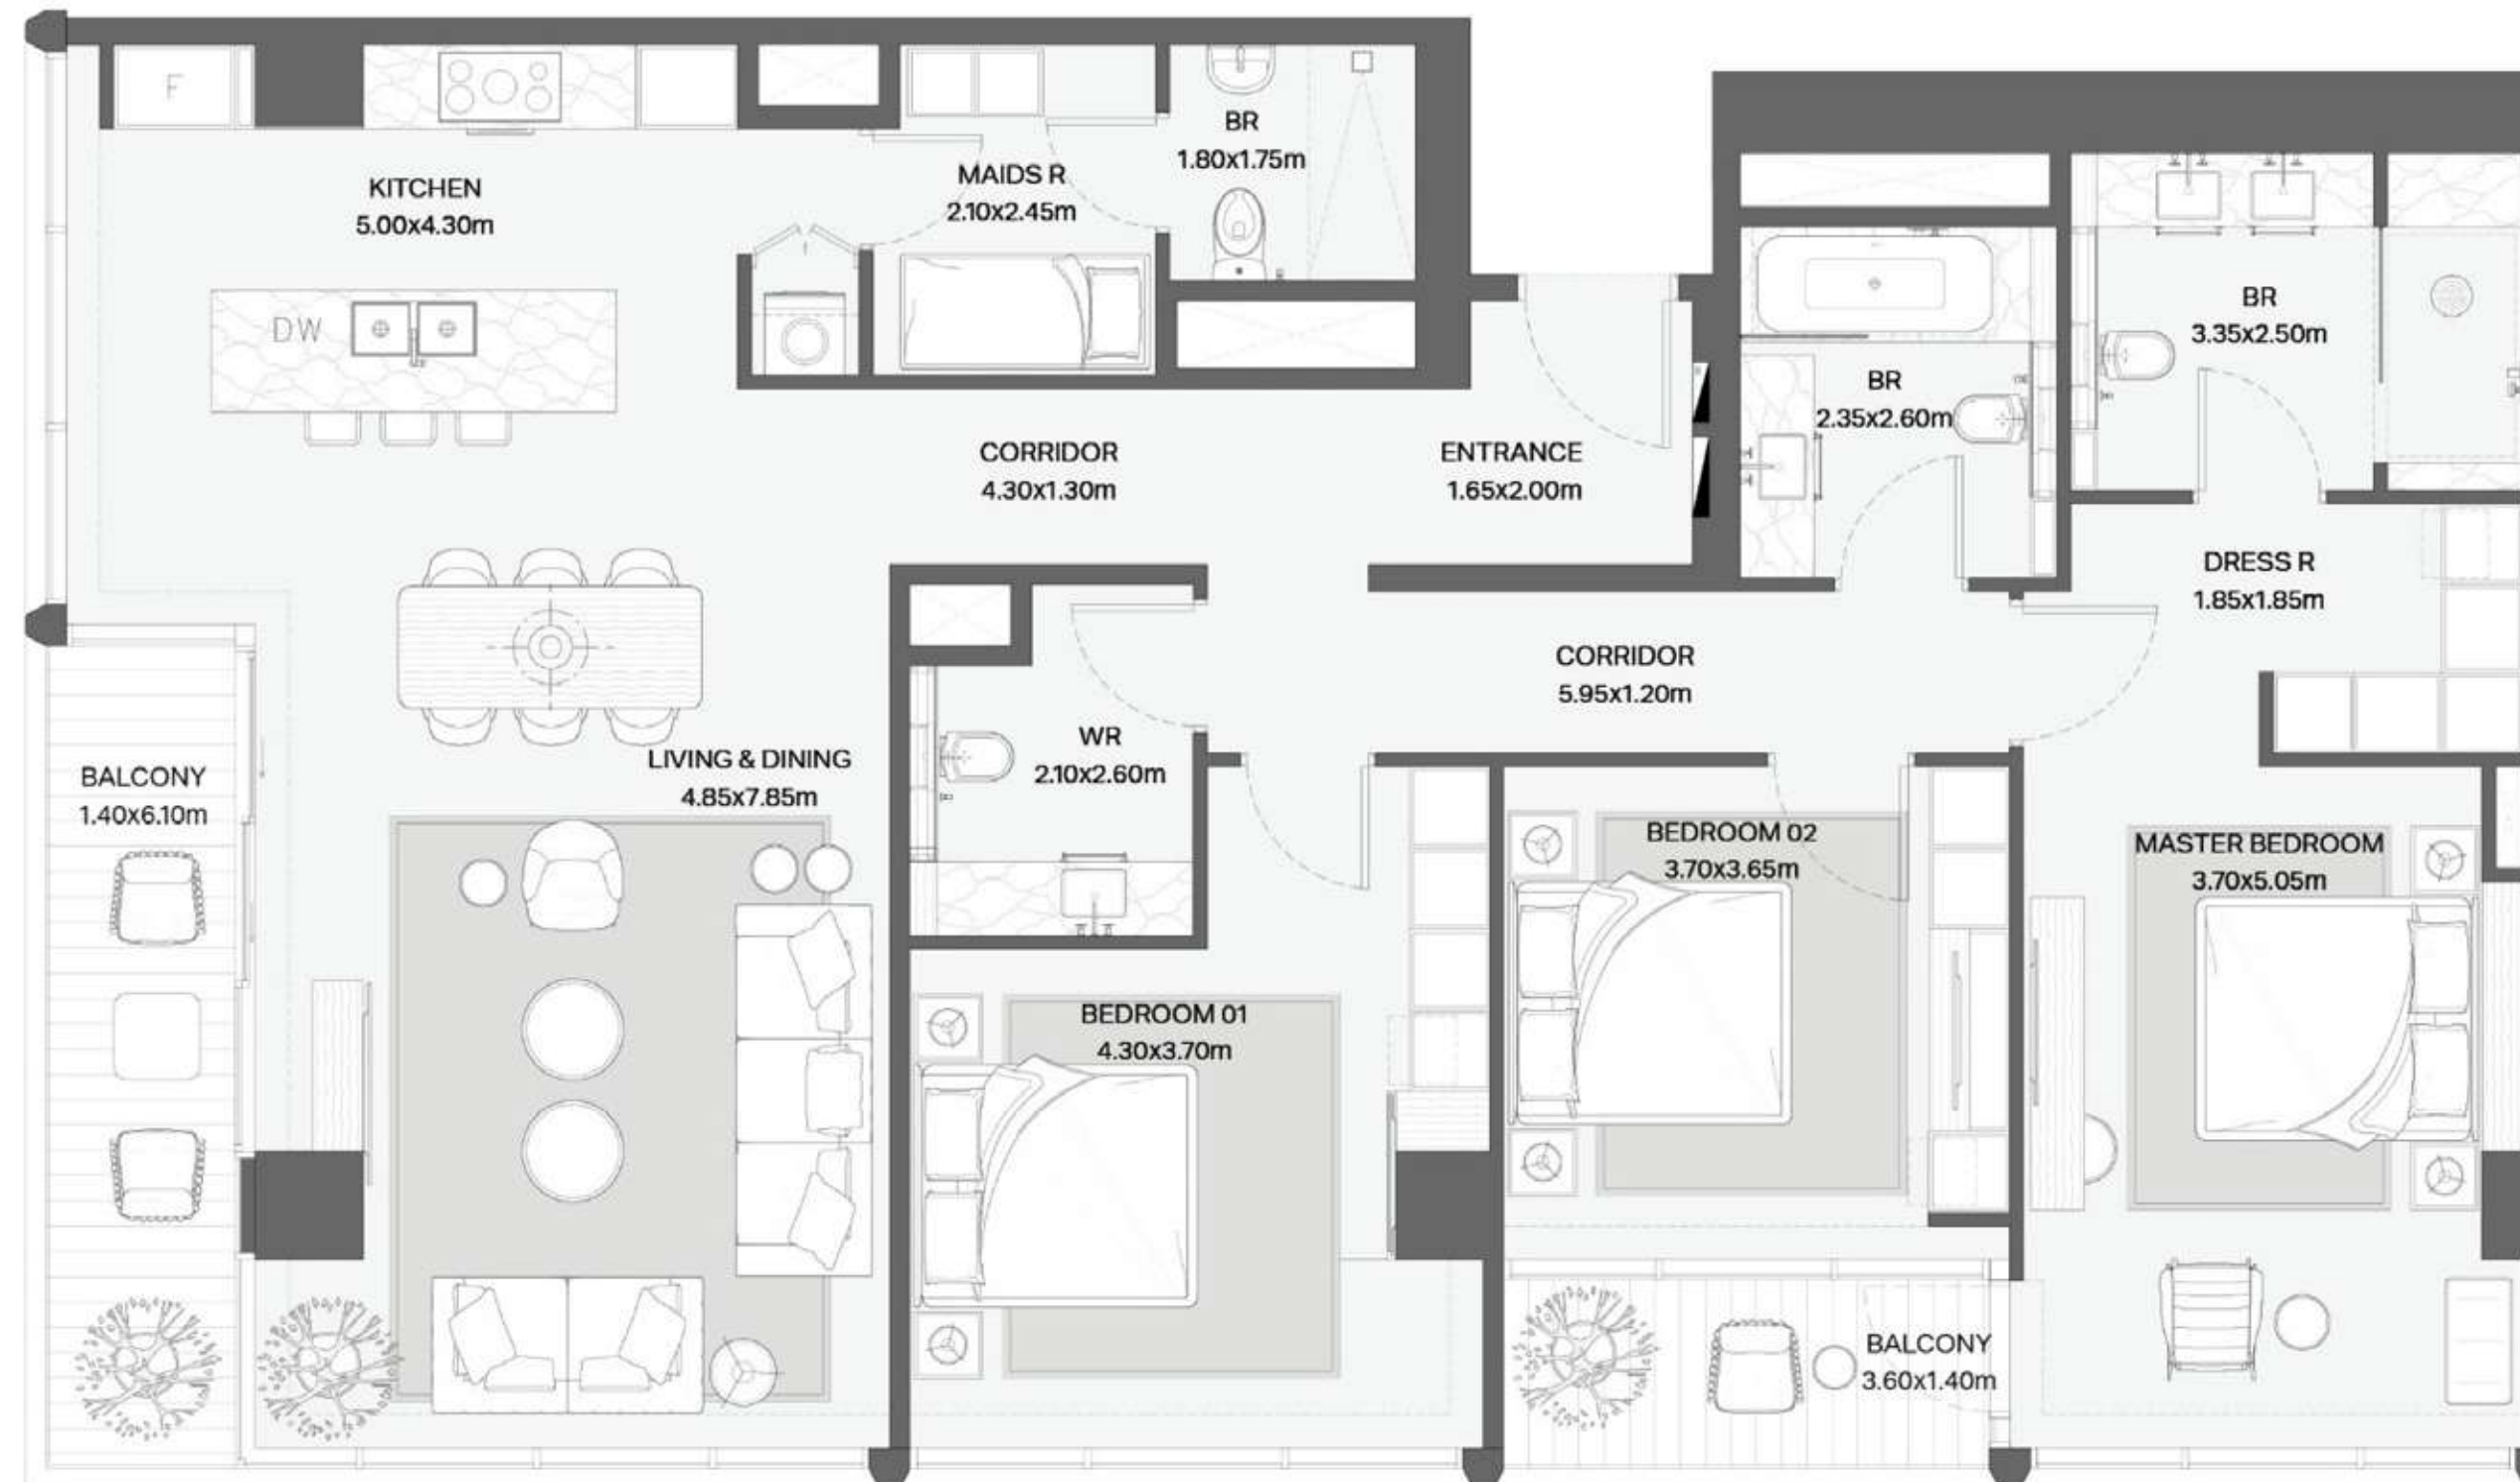 F
KITCHEN
5.00x4.30m
MAIDS R
2.10x2.45m
BR
1.80x1.75m
DW
BR
3.35x2.50m
BR
2.35x2.60m
CORRIDOR
4.30x1.30m
ENTRANCE
1.65x2.00m
DRESS R
1.85x1.85m
CORRIDOR
5.95x1.20m
BALCONY
1.40x6.10m
LIVING & DINING
4.85x7.85m
WR
2.10x2.60m
BEDROOM 02
3.70x3.65m
MASTER BEDROOM
3.70x5.05m
BEDROOM 01
4.30x3.70m
BALCONY
3.60x1.40m